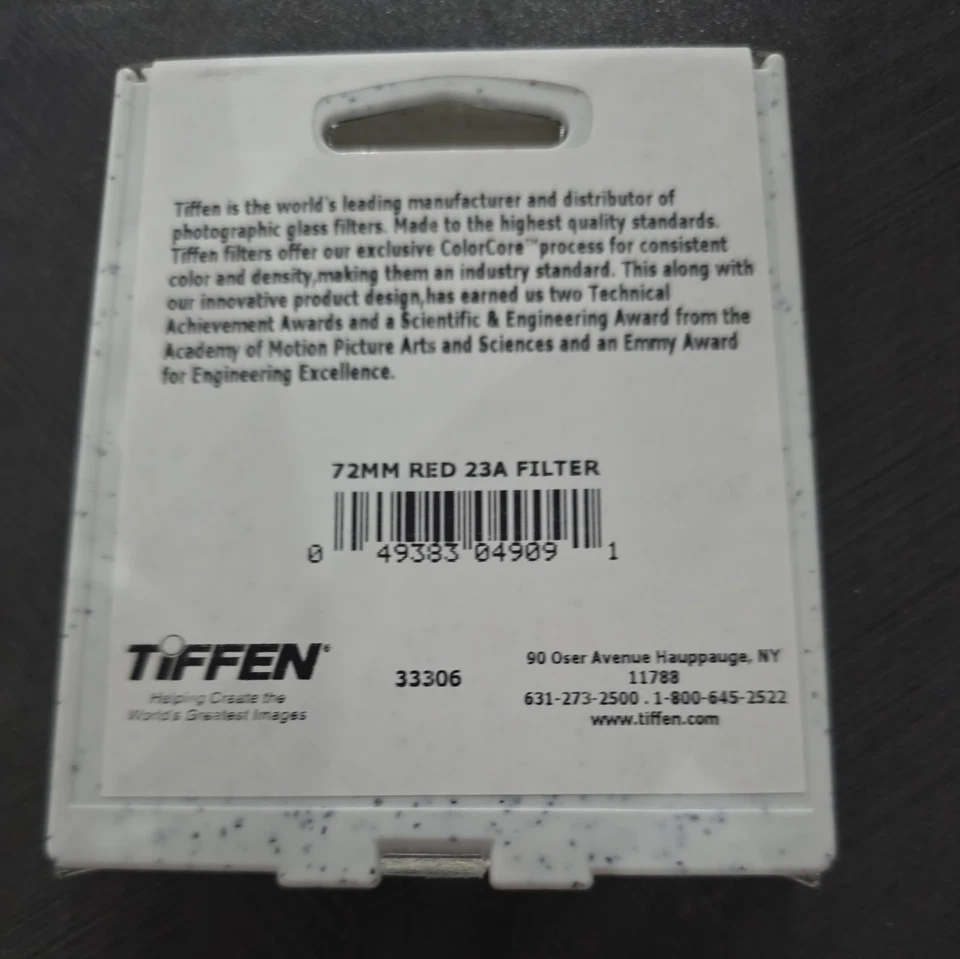 Tiffen is the world's leading manufacturer and distributor of
photographic glass filters. Made to the highest quality standards.
Tiffen filters offer our exclusive ColorCore™process for consistent
color and density,making them an industry standard. This along with
our innovative product design,has earned us two Technical
Achievement Awards and a Scientific & Engineering Award from the
Academy of Motion Picture Arts and Sciences and an Emmy Award
for Engineering Excellence.
72MM RED 23A FILTER
0 49383 04909 1
TIFFEN®
Helping Create the
World's Greatest Images
33306
90 Oser Avenue Hauppauge, NY
11788
631-273-2500 . 1-800-645-2522
www.tiffen.com